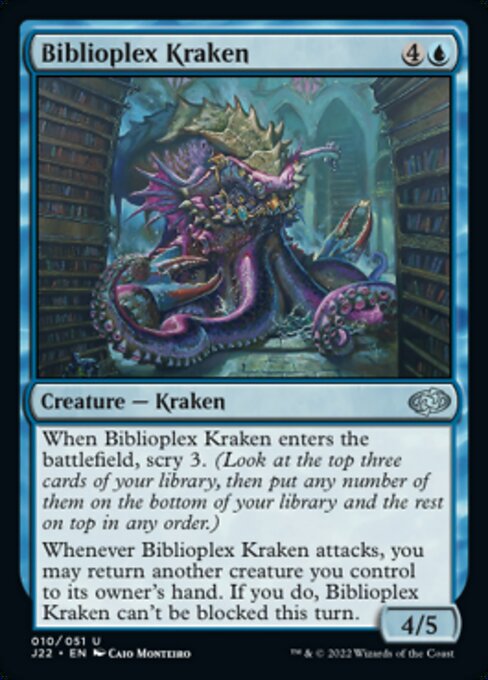 Biblioplex Kraken 4
Creature — Kraken
When Biblioplex Kraken enters the
battlefield, scry 3. (Look at the top three
cards of your library, then put any number of
them on the bottom of your library and the rest
on top in any order.)
Whenever Biblioplex Kraken attacks, you
may return another creature you control
to its owner's hand. If you do, Biblioplex
Kraken can't be blocked this turn.
4/5
010/051 U
J22 • EN Caio Monteiro
™ & © 2022 Wizards of the Coast